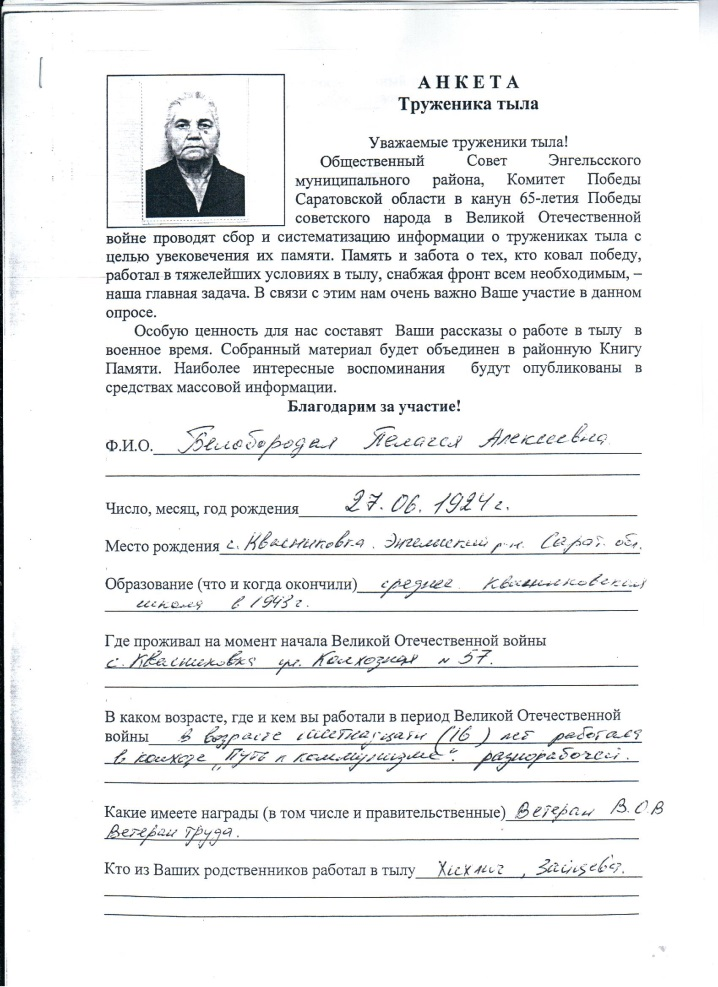 А Н К Е Т А
Труженика тыла
Уважаемые труженики тыла!
Общественный Совет Энгельсского
муниципального района, Комитет Победы
Саратовской области в канун 65-летия Победы
советского народа в Великой Отечественной
войне проводят сбор и систематизацию информации о тружениках тыла с
целью увековечения их памяти. Память и забота о тех, кто ковал победу,
работал в тяжелейших условиях в тылу, снабжая фронт всем необходимым, –
наша главная задача. В связи с этим нам очень важно Ваше участие в данном
опросе.
Особую ценность для нас составят Ваши рассказы о работе в тылу в
военное время. Собранный материал будет объединен в районную Книгу
Памяти. Наиболее интересные воспоминания будут опубликованы в
средствах массовой информации.
Благодарим за участие!
Ф.И.О. Белобородая Пелагея Алексеевна
Число, месяц, год рождения 27.06.1924 г.
Место рождения с. Квасниковка. Энгельский р-н. Сарат. обл.
Образование (что и когда окончили) среднее Квасниковская
школа в 1943 г.
Где проживал на момент начала Великой Отечественной войны
с. Квасниковка ул. Колхозная н 57.
В каком возрасте, где и кем вы работали в период Великой Отечественной
войны в возрасте шестнадцати (16) лет работала
в колхозе „Путь к коммунизму". разнорабочей.
Какие имеете награды (в том числе и правительственные) Ветеран В.О.В
Ветеран труда.
Кто из Ваших родственников работал в тылу , Зайцева.